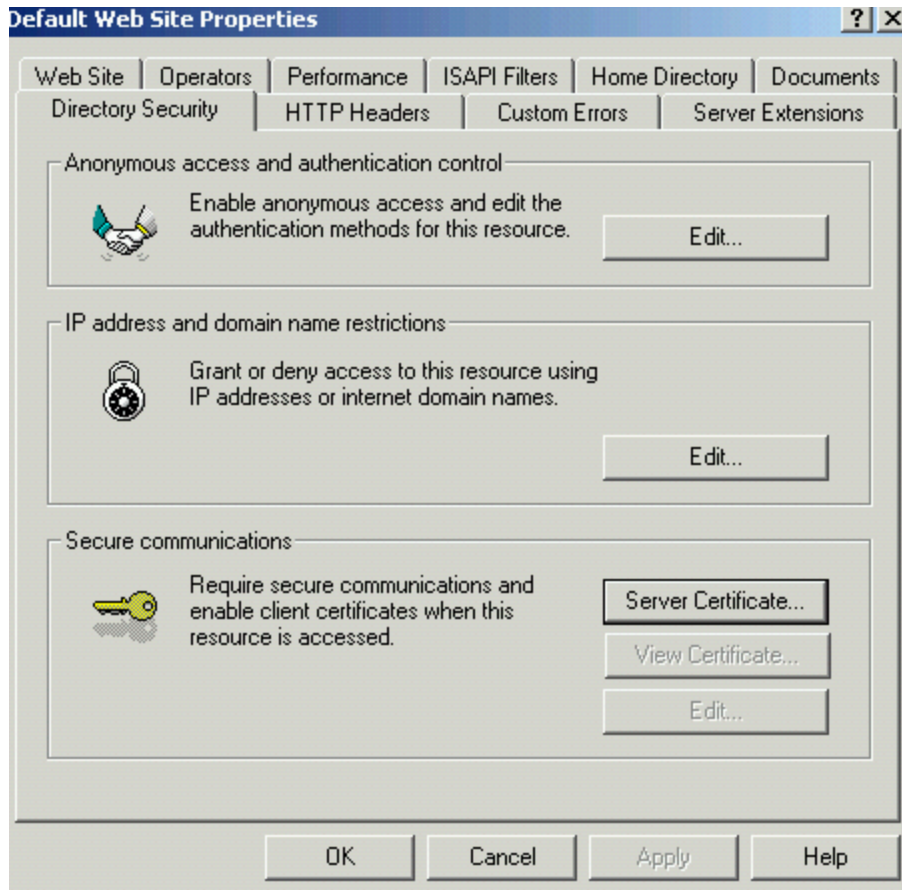 Default Web Site Properties
Web Site Operators Performance ISAPI Filters Home Directory Documents
Directory Security HTTP Headers Custom Errors Server Extensions
Anonymous access and authentication control
Enable anonymous access and edit the
authentication methods for this resource.
Edit...
IP address and domain name restrictions
Grant or deny access to this resource using
IP addresses or internet domain names.
Edit...
Secure communications
Require secure communications and
enable client certificates when this
resource is accessed.
Server Certificate...
View Certificate...
Edit...
OK Cancel Apply Help